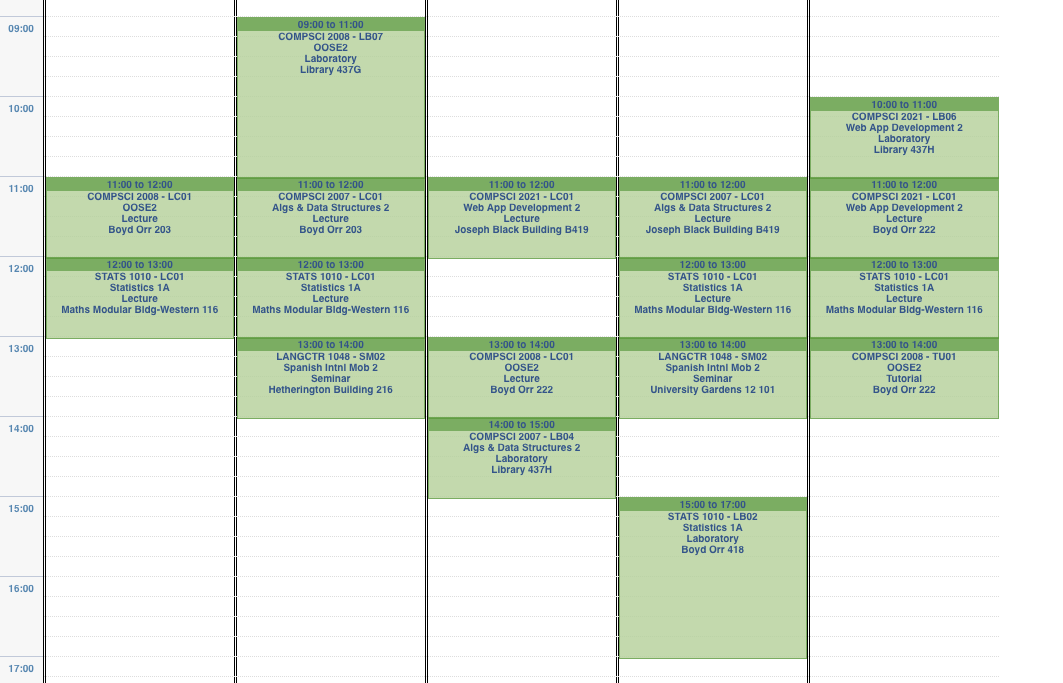 09:00
10:00
11:00
12:00
13:00
14:00
15:00
16:00
17:00
11:00 to 12:00
COMPSCI 2008 - LC01
OOSE2
Lecture
Boyd Orr 203
12:00 to 13:00
STATS 1010 - LC01
Statistics 1A
Lecture
Maths Modular Bldg-Western 116
09:00 to 11:00
COMPSCI 2008 - LB07
OOSE2
Laboratory
Library 437G
11:00 to 12:00
COMPSCI 2007 - LC01
Algs & Data Structures 2
Lecture
Boyd Orr 203
12:00 to 13:00
STATS 1010 - LC01
Statistics 1A
Lecture
Maths Modular Bldg-Western 116
13:00 to 14:00
LANGCTR 1048 - SM02
Spanish Intnl Mob 2
Seminar
Hetherington Building 216
11:00 to 12:00
COMPSCI 2021 - LC01
Web App Development 2
Lecture
Joseph Black Building B419
13:00 to 14:00
COMPSCI 2008 - LC01
OOSE2
Lecture
Boyd Orr 222
14:00 to 15:00
COMPSCI 2007 - LB04
Algs & Data Structures 2
Laboratory
Library 437H
11:00 to 12:00
COMPSCI 2007 - LC01
Algs & Data Structures 2
Lecture
Joseph Black Building B419
12:00 to 13:00
STATS 1010 - LC01
Statistics 1A
Lecture
Maths Modular Bldg-Western 116
13:00 to 14:00
LANGCTR 1048 - SM02
Spanish Intnl Mob 2
Seminar
University Gardens 12 101
15:00 to 17:00
STATS 1010 - LB02
Statistics 1A
Laboratory
Boyd Orr 418
10:00 to 11:00
COMPSCI 2021 - LB06
Web App Development 2
Laboratory
Library 437H
11:00 to 12:00
COMPSCI 2021 - LC01
Web App Development 2
Lecture
Boyd Orr 222
12:00 to 13:00
STATS 1010 - LC01
Statistics 1A
Lecture
Maths Modular Bldg-Western 116
13:00 to 14:00
COMPSCI 2008 - TU01
OOSE2
Tutorial
Boyd Orr 222